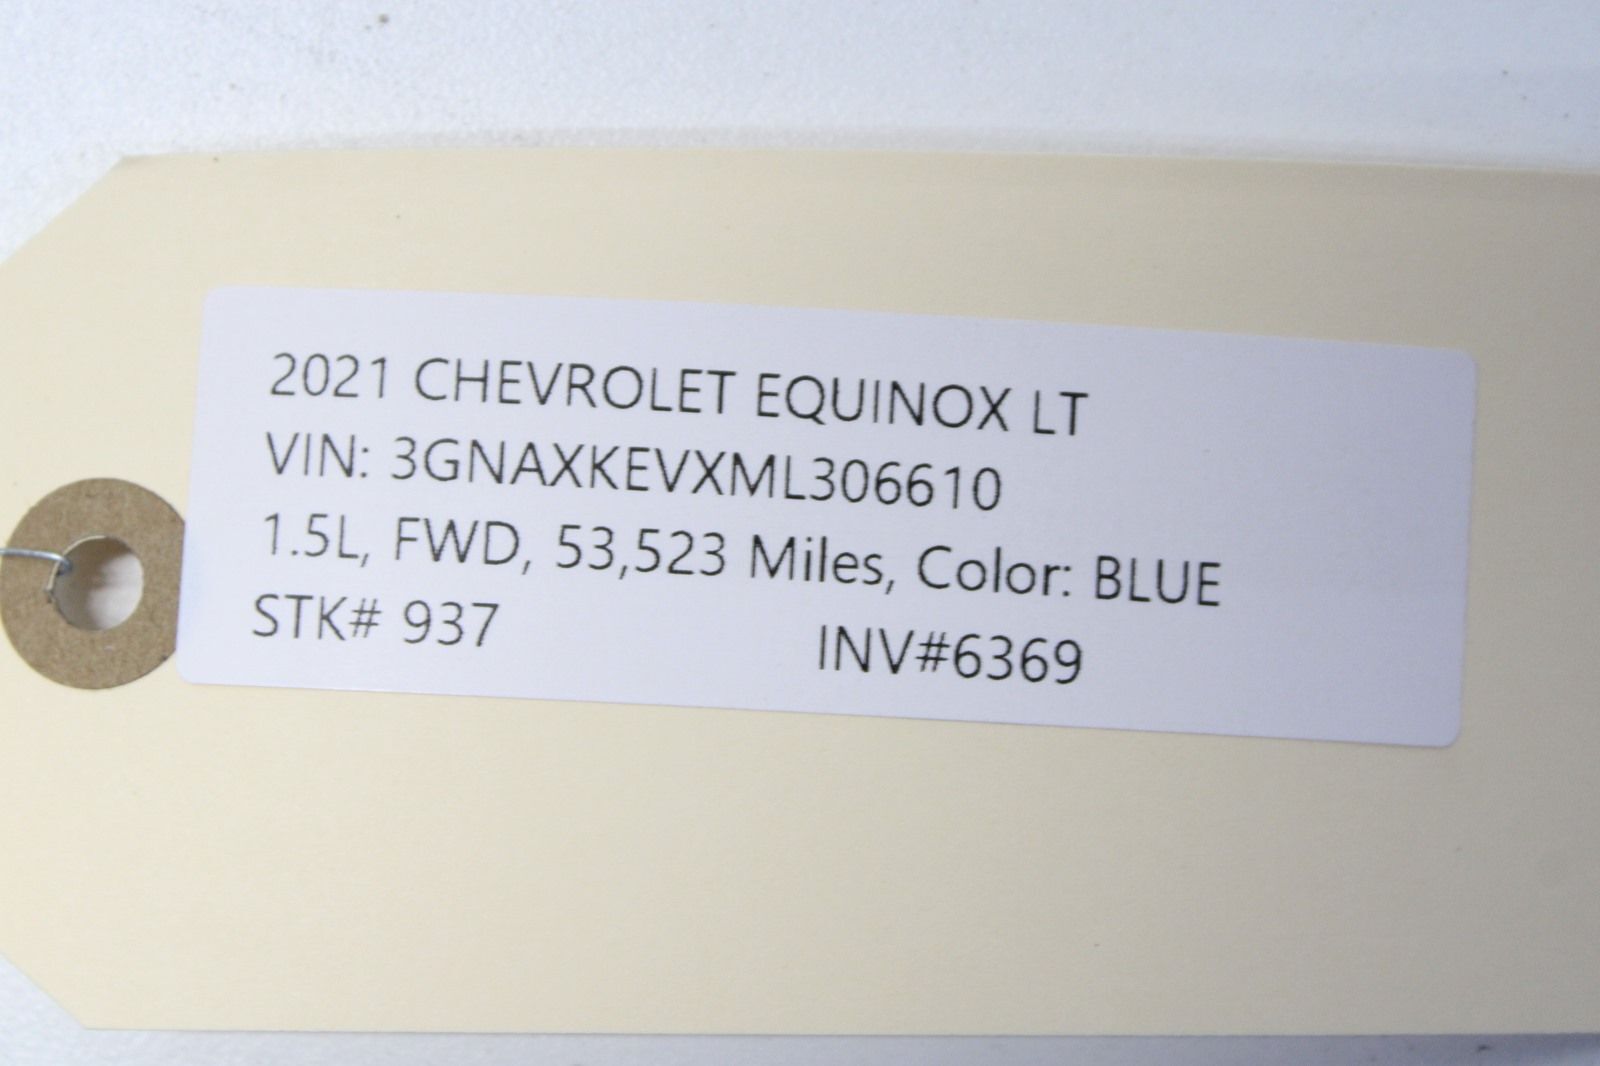 2021 CHEVROLET EQUINOX LT
VIN: 3GNAXKEVXML306610
1.5L, FWD, 53,523 Miles, Color: BLUE
STK# 937 INV#6369